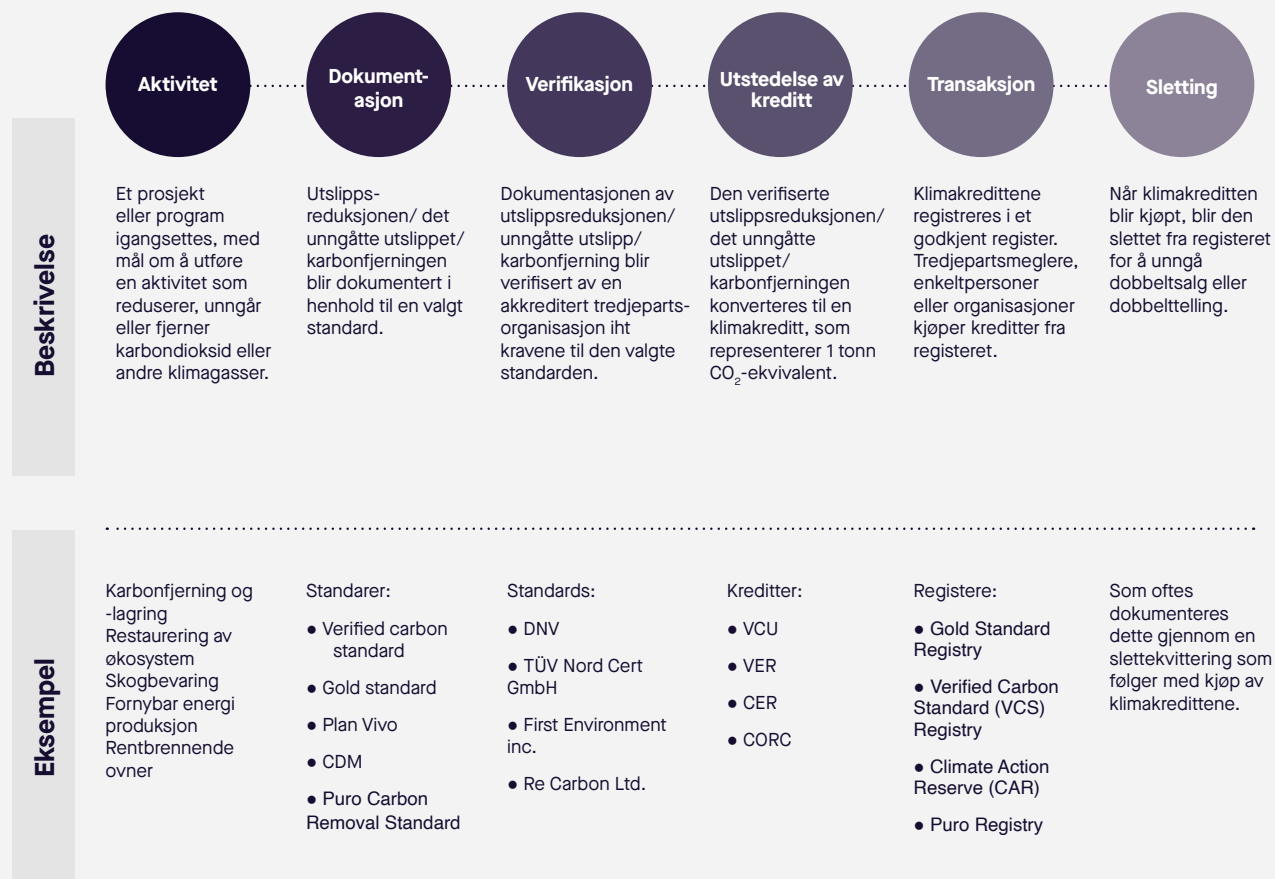 Aktivitet
Dokument-
asjon
Verifikasjon
Utstedelse av
kreditt
Transaksjon
Sletting
Beskrivelse
Et prosjekt
eller program
igangsettes, med
mål om å utføre
en aktivitet som
reduserer, unngår
eller fjerner
karbondioksid eller
andre klimagasser.
Utslipps-
reduksjonen/ det
unngåtte utslippet/
karbonfjerningen
blir dokumentert i
henhold til en valgt
standard.
Dokumentasjonen av
utslippsreduksjonen/
unngåtte utslipp/
karbonfjerning blir
verifisert av en
akkreditert tredjeparts-
organisasjon iht
kravene til den valgte
standarden.
Den verifiserte
utslippsreduksjonen/
det unngåtte
utslippet/
karbonfjerningen
konverteres til en
klimakreditt, som
representerer 1 tonn
CO₂-ekvivalent.
Klimakredittene
registreres i et
godkjent register.
Tredjepartsmeglere,
enkeltpersoner
eller organisasjoner
kjøper kreditter fra
registeret.
Når klimakreditten
blir kjøpt, blir den
slettet fra registeret
for å unngå
dobbeltsalg eller
dobbelttelling.
Eksempel
Karbonfjerning og
-lagring
Restaurering av
økosystem
Skogbevaring
Fornybar energi
produksjon
Rentbrennende
ovner
Standarer:
● Verified carbon
standard
● Gold standard
● Plan Vivo
● CDM
● Puro Carbon
Removal Standard
Standards:
● DNV
● TÜV Nord Cert
GmbH
● First Environment
inc.
● Re Carbon Ltd.
Kreditter:
● VCU
● VER
● CER
● CORC
Registere:
● Gold Standard
Registry
● Verified Carbon
Standard (VCS)
Registry
● Climate Action
Reserve (CAR)
● Puro Registry
Som oftes
dokumenteres
dette gjennom en
slettekvittering som
følger med kjøp av
klimakredittene.